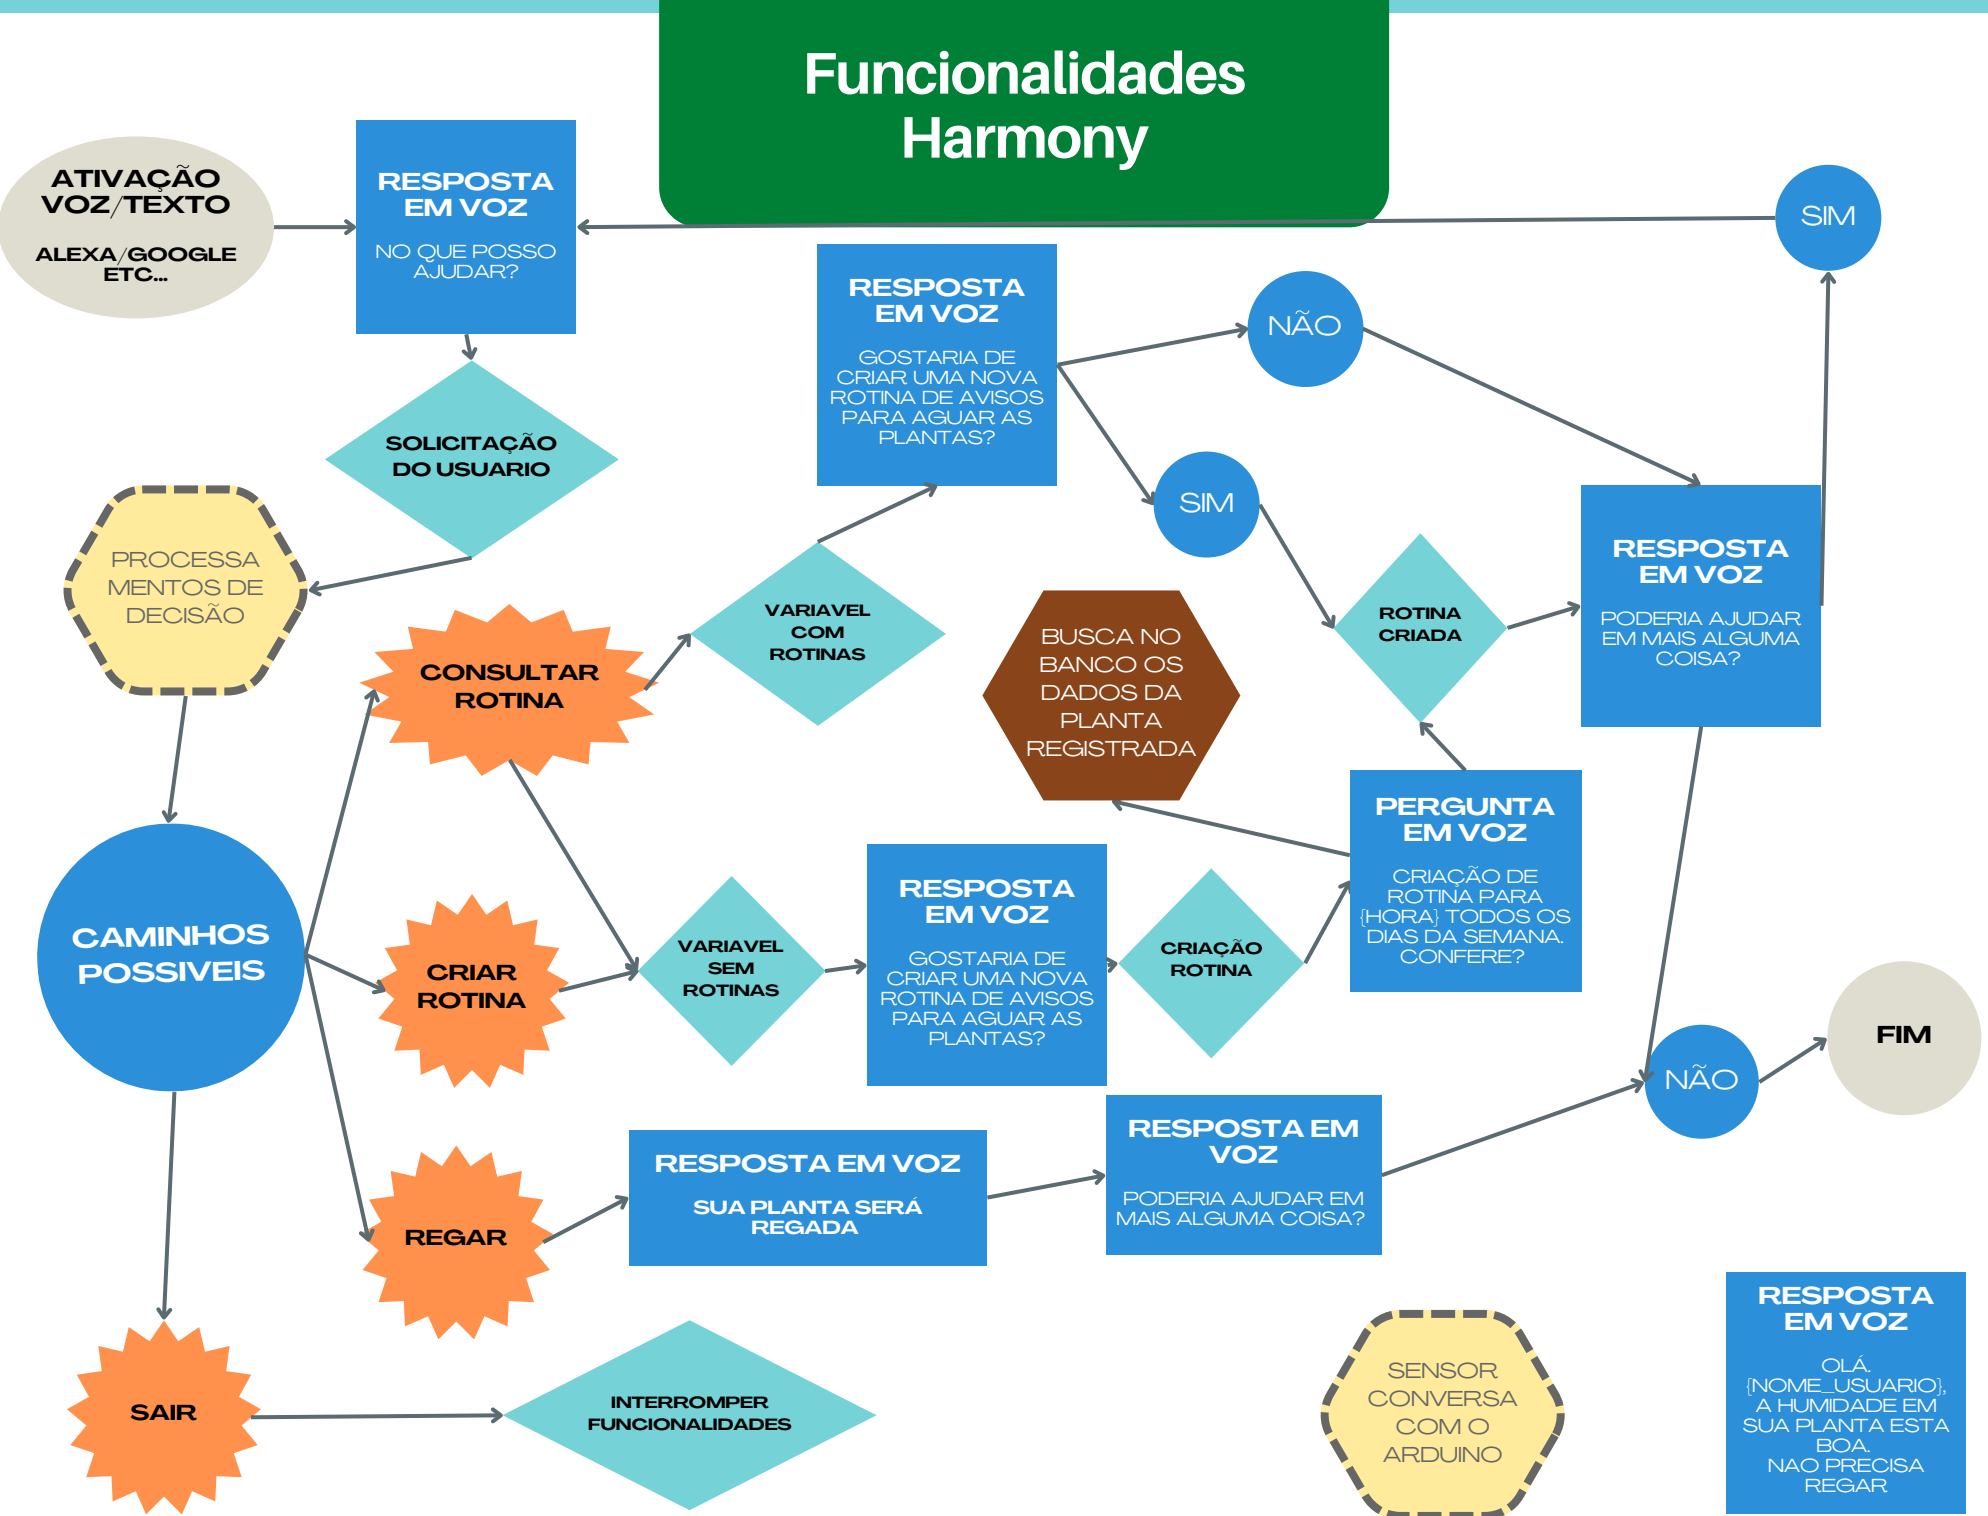 Funcionalidades
Harmony
ATIVAÇÃO
VOZ/TEXTO
ALEXA/GOOGLE
ETC...
RESPOSTA
EM VOZ
NO QUE POSSO
AJUDAR?
SIM
RESPOSTA
EM VOZ
GOSTARIA DE
CRIAR UMA NOVA
ROTINA DE AVISOS
PARA AGUAR AS
PLANTAS?
NÃO
SOLICITAÇÃO
DO USUARIO
SIM
PROCESSA
MENTOS DE
DECISÃO
RESPOSTA
EM VOZ
PODERIA AJUDAR
EM MAIS ALGUMA
COISA?
VARIAVEL
COM
ROTINAS
ROTINA
CRIADA
BUSCA NO
BANCO OS
DADOS DA
PLANTA
REGISTRADA
CONSULTAR
ROTINA
PERGUNTA
EM VOZ
CRIAÇÃO DE
ROTINA PARA
{HORA} TODOS OS
DIAS DA SEMANA.
CONFERE?
CAMINHOS
POSSIVEIS
CRIAR
ROTINA
VARIAVEL
SEM
ROTINAS
RESPOSTA
EM VOZ
GOSTARIA DE
CRIAR UMA NOVA
ROTINA DE AVISOS
PARA AGUAR AS
PLANTAS?
CRIAÇÃO
ROTINA
FIM
NÃO
REGAR
RESPOSTA EM VOZ
SUA PLANTA SERÁ
REGADA
RESPOSTA EM
VOZ
PODERIA AJUDAR EM
MAIS ALGUMA COISA?
SAIR
INTERROMPER
FUNCIONALIDADES
SENSOR
CONVERSA
COM O
ARDUINO
RESPOSTA
EM VOZ
OLÁ.
{NOME_USUARIO},
A HUMIDADE EM
SUA PLANTA ESTA
BOA.
NAO PRECISA
REGAR